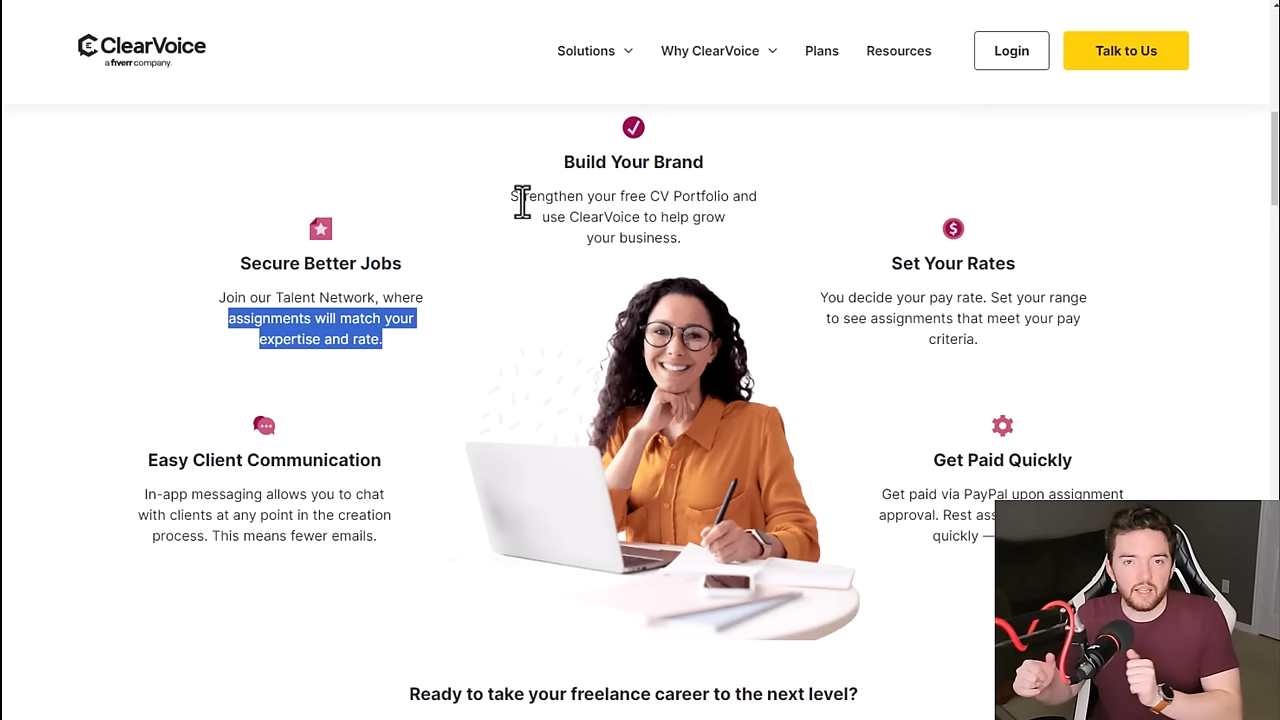 ClearVoice
a fiverr company.
Solutions
Why ClearVoice
Plans
Resources
Login
Talk to Us
Build Your Brand
Strengthen your free CV Portfolio and
use ClearVoice to help grow
your business.
Secure Better Jobs
Join our Talent Network, where
assignments will match your
expertise and rate.
Set Your Rates
You decide your pay rate. Set your range
to see assignments that meet your pay
criteria.
Easy Client Communication
In-app messaging allows you to chat
with clients at any point in the creation
process. This means fewer emails.
Get Paid Quickly
Get paid via PayPal upon assignment
approval. Rest
quickly —
Ready to take your freelance career to the next level?